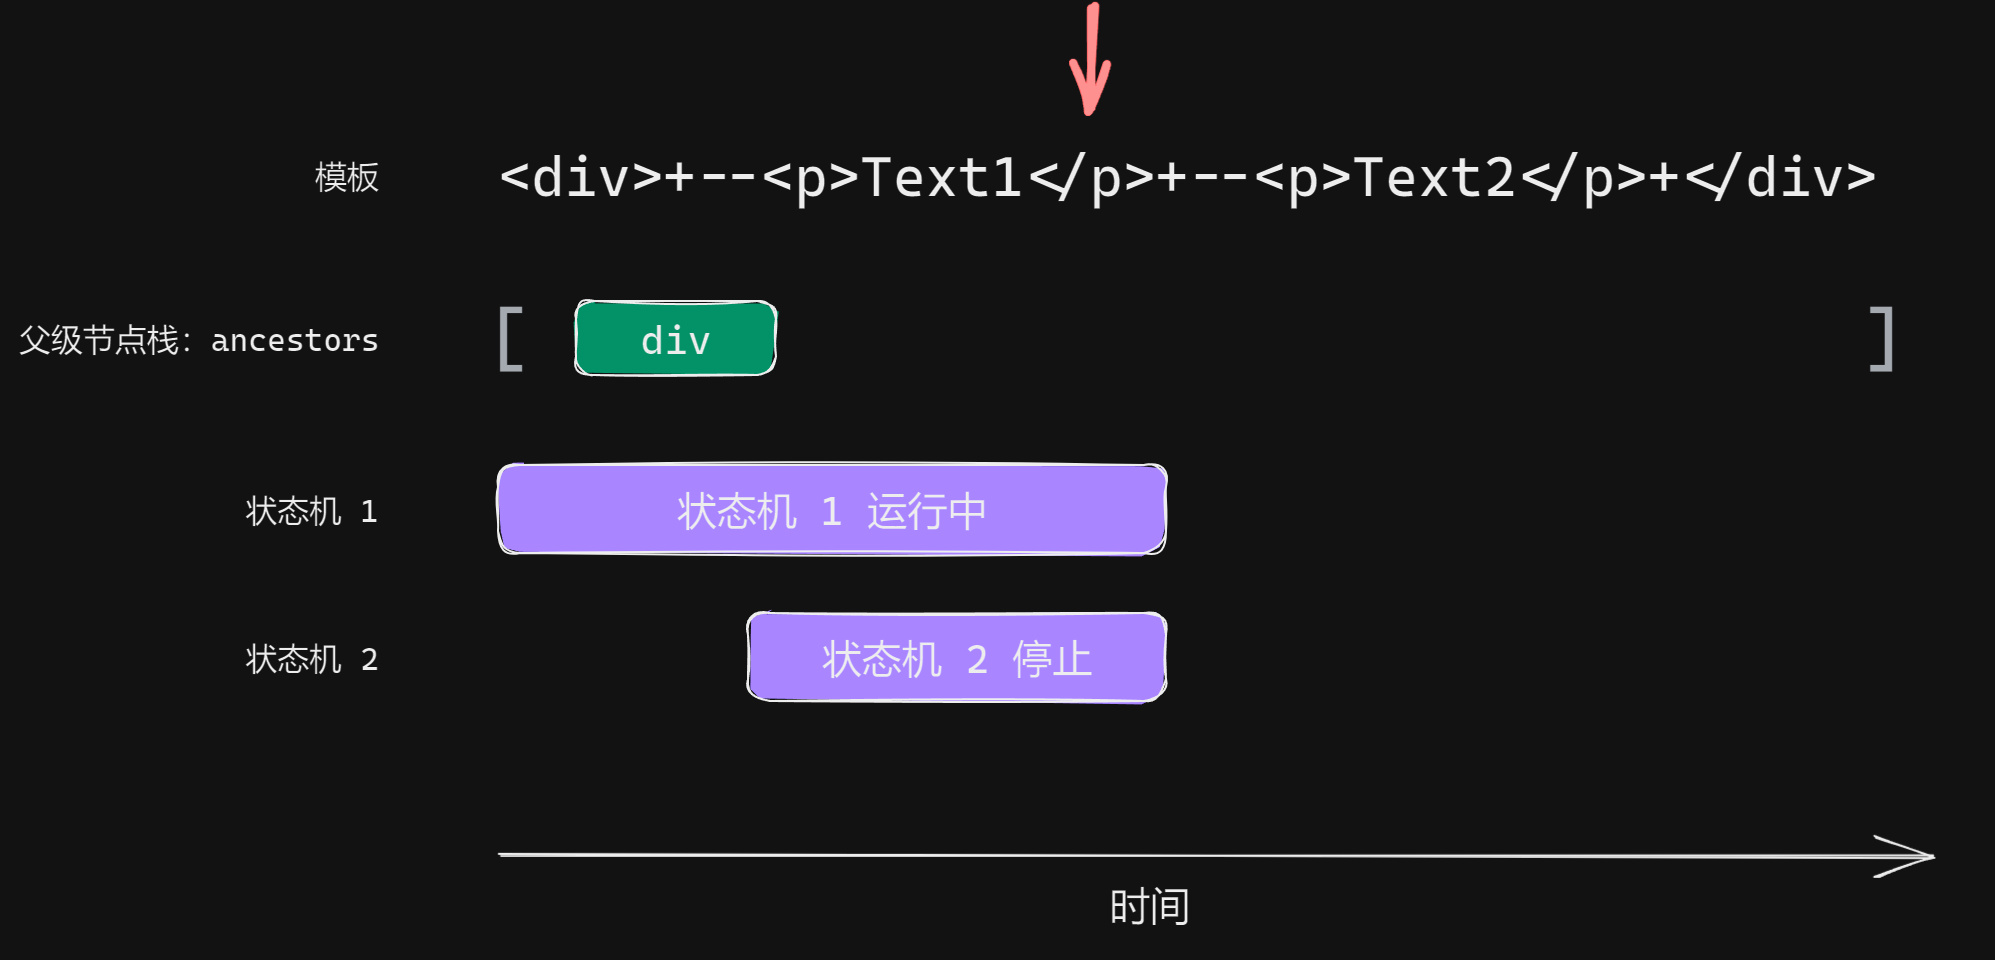 模板 <div>+--<p>Text1</p>+--<p>Text2</p>+</div>
父级节点栈：ancestors [ div ]
状态机 1 状态机 1 运行中
状态机 2 状态机 2 停止
时间